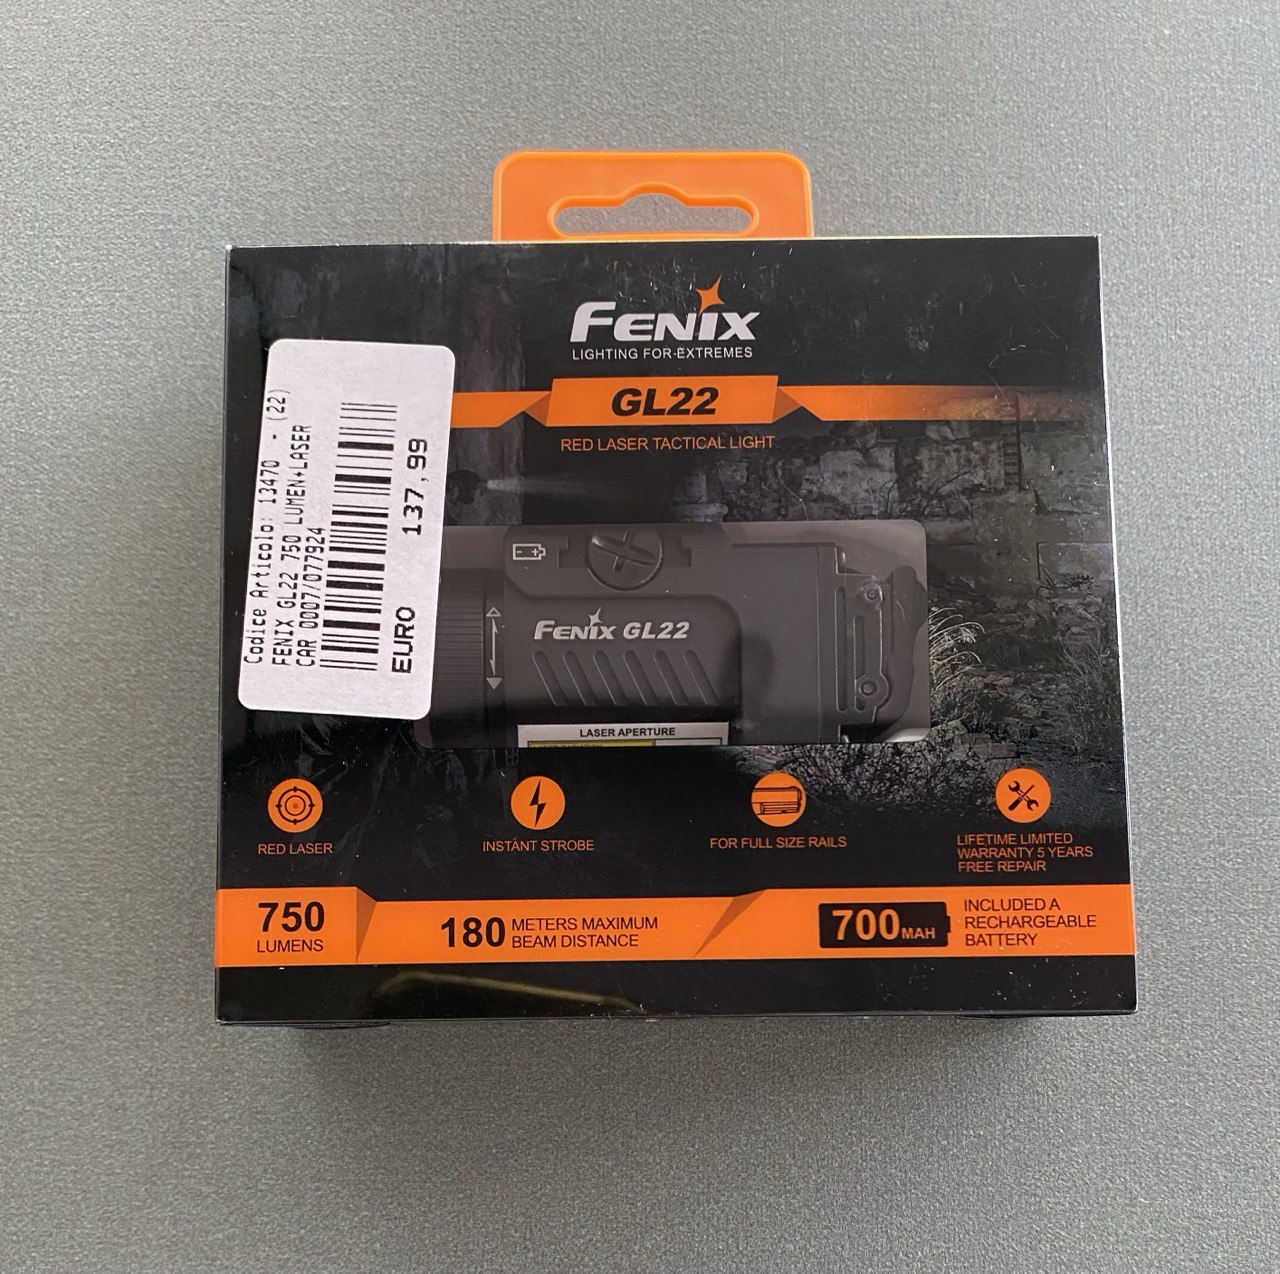 FENIX
LIGHTING FOR EXTREMES
GL22
RED LASER TACTICAL LIGHT
Codice Articolo: 13470 - (22)
FENIX GL22 750 LUMEN+LASER
CAR 0007/077924
EURO 137,99
FENIX GL22
LASER APERTURE
RED LASER
INSTANT STROBE
FOR FULL SIZE RAILS
LIFETIME LIMITED
WARRANTY 5 YEARS
FREE REPAIR
750
LUMENS
180 METERS MAXIMUM
BEAM DISTANCE
700MAH
INCLUDED A
RECHARGEABLE
BATTERY